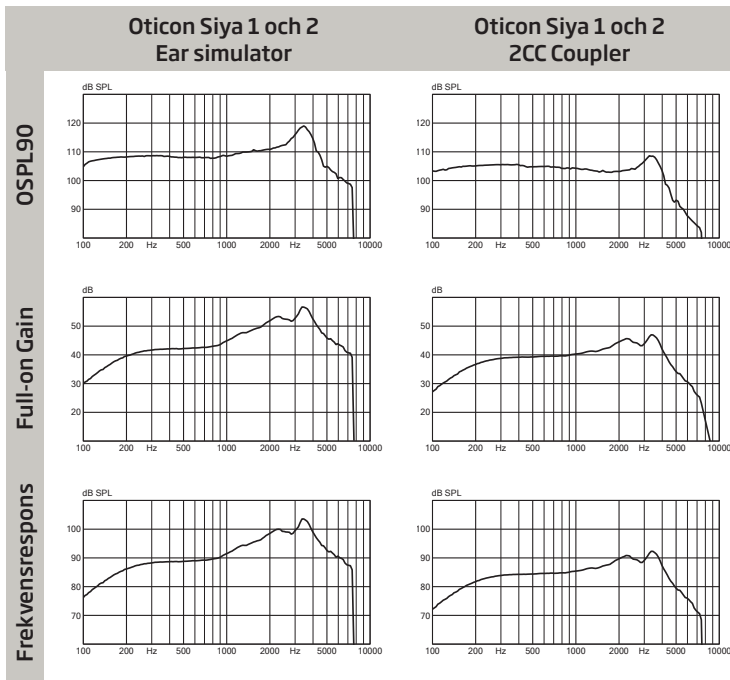 Oticon Siya 1 och 2
Ear simulator
Oticon Siya 1 och 2
2CC Coupler
OSPL90
dB SPL
120
110
100
90
100 200 Hz 500 1000 2000 Hz 5000 10000
dB SPL
120
110
100
90
100 200 Hz 500 1000 2000 Hz 5000 10000
Full-on Gain
dB
50
40
30
20
100 200 Hz 500 1000 2000 Hz 5000 10000
dB
50
40
30
20
100 200 Hz 500 1000 2000 Hz 5000 10000
Frekvensrespons
dB SPL
100
90
80
70
100 200 Hz 500 1000 2000 Hz 5000 10000
dB SPL
100
90
80
70
100 200 Hz 500 1000 2000 Hz 5000 10000